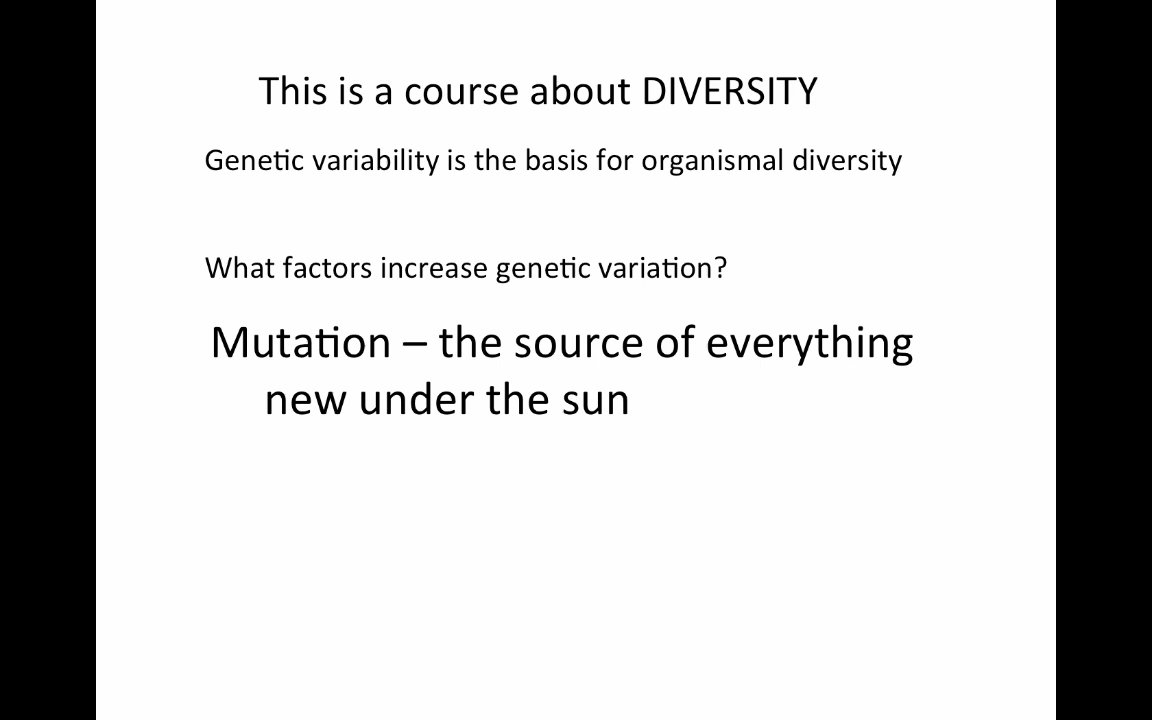 This is a course about DIVERSITY
Genetic variability is the basis for organismal diversity
What factors increase genetic variation?
Mutation – the source of everything
new under the sun